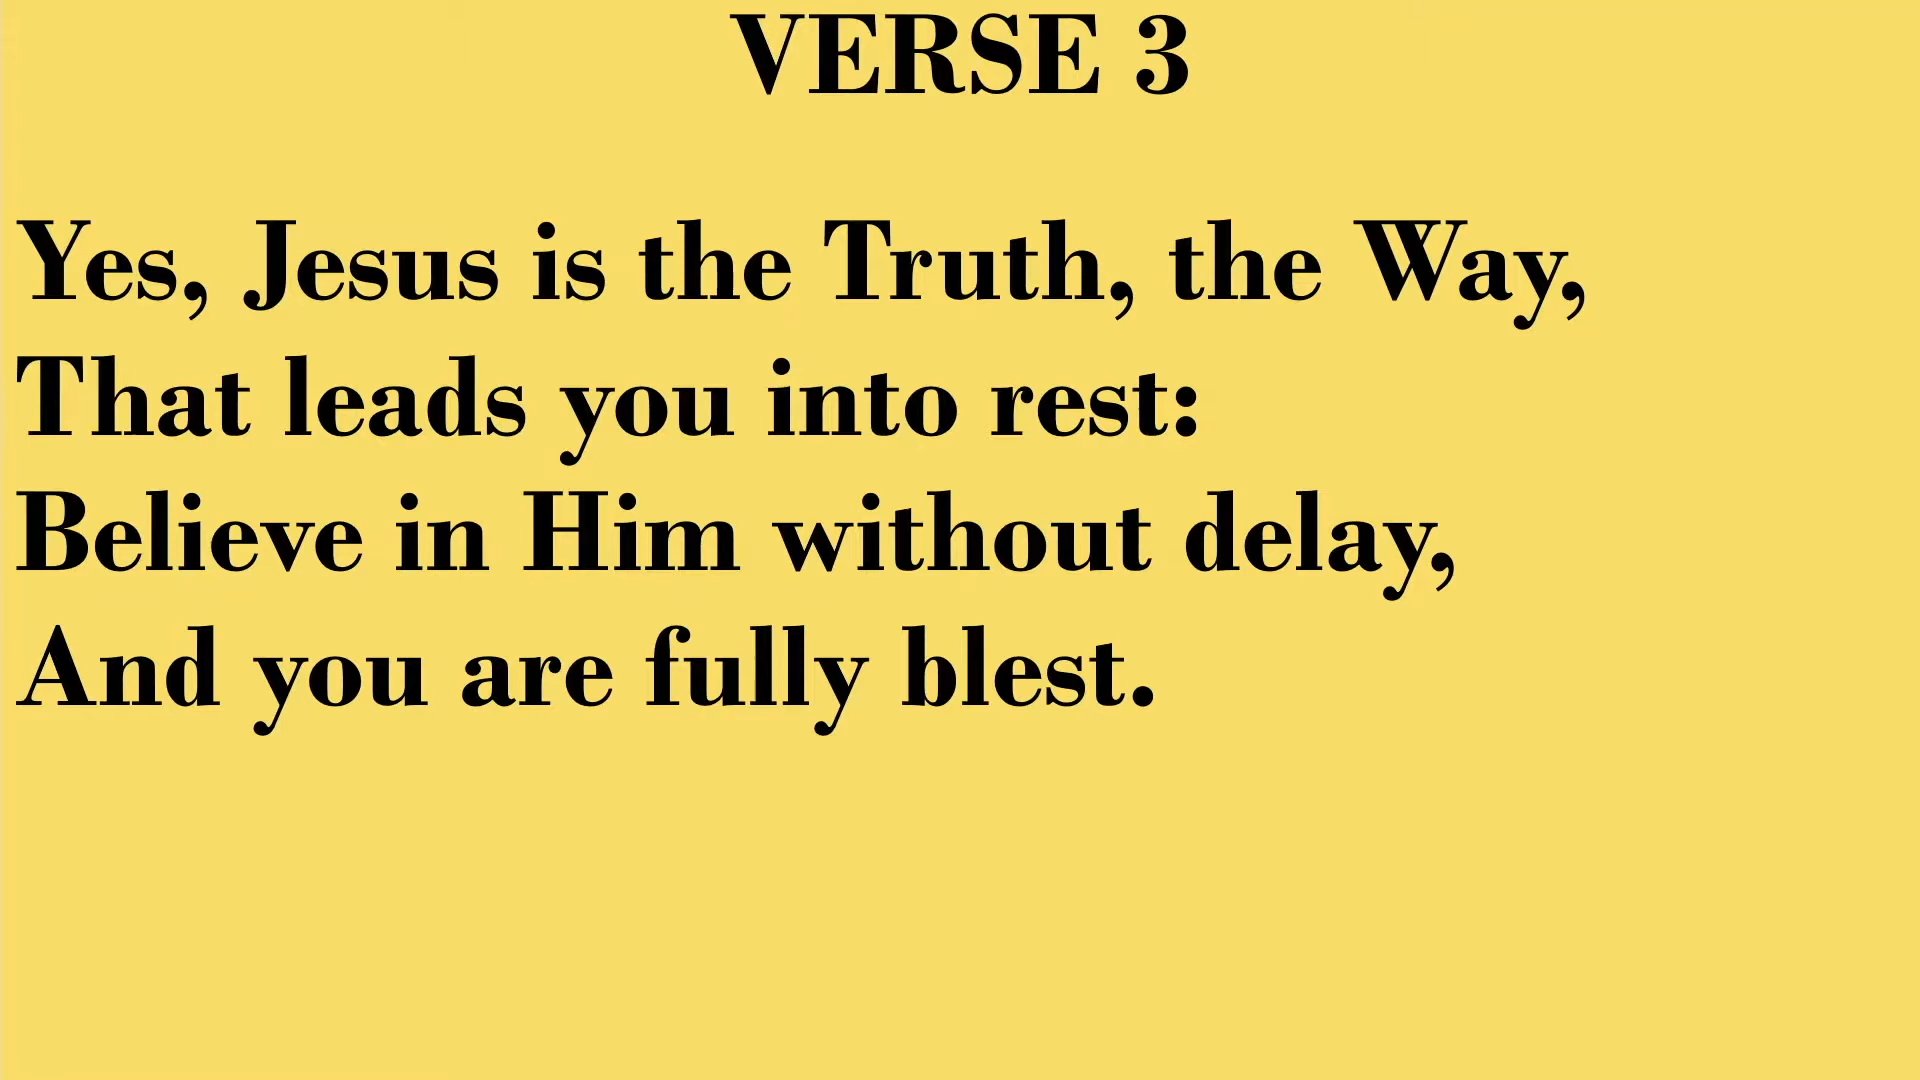 VERSE 3
Yes, Jesus is the Truth, the Way,
That leads you into rest:
Believe in Him without delay,
And you are fully blest.